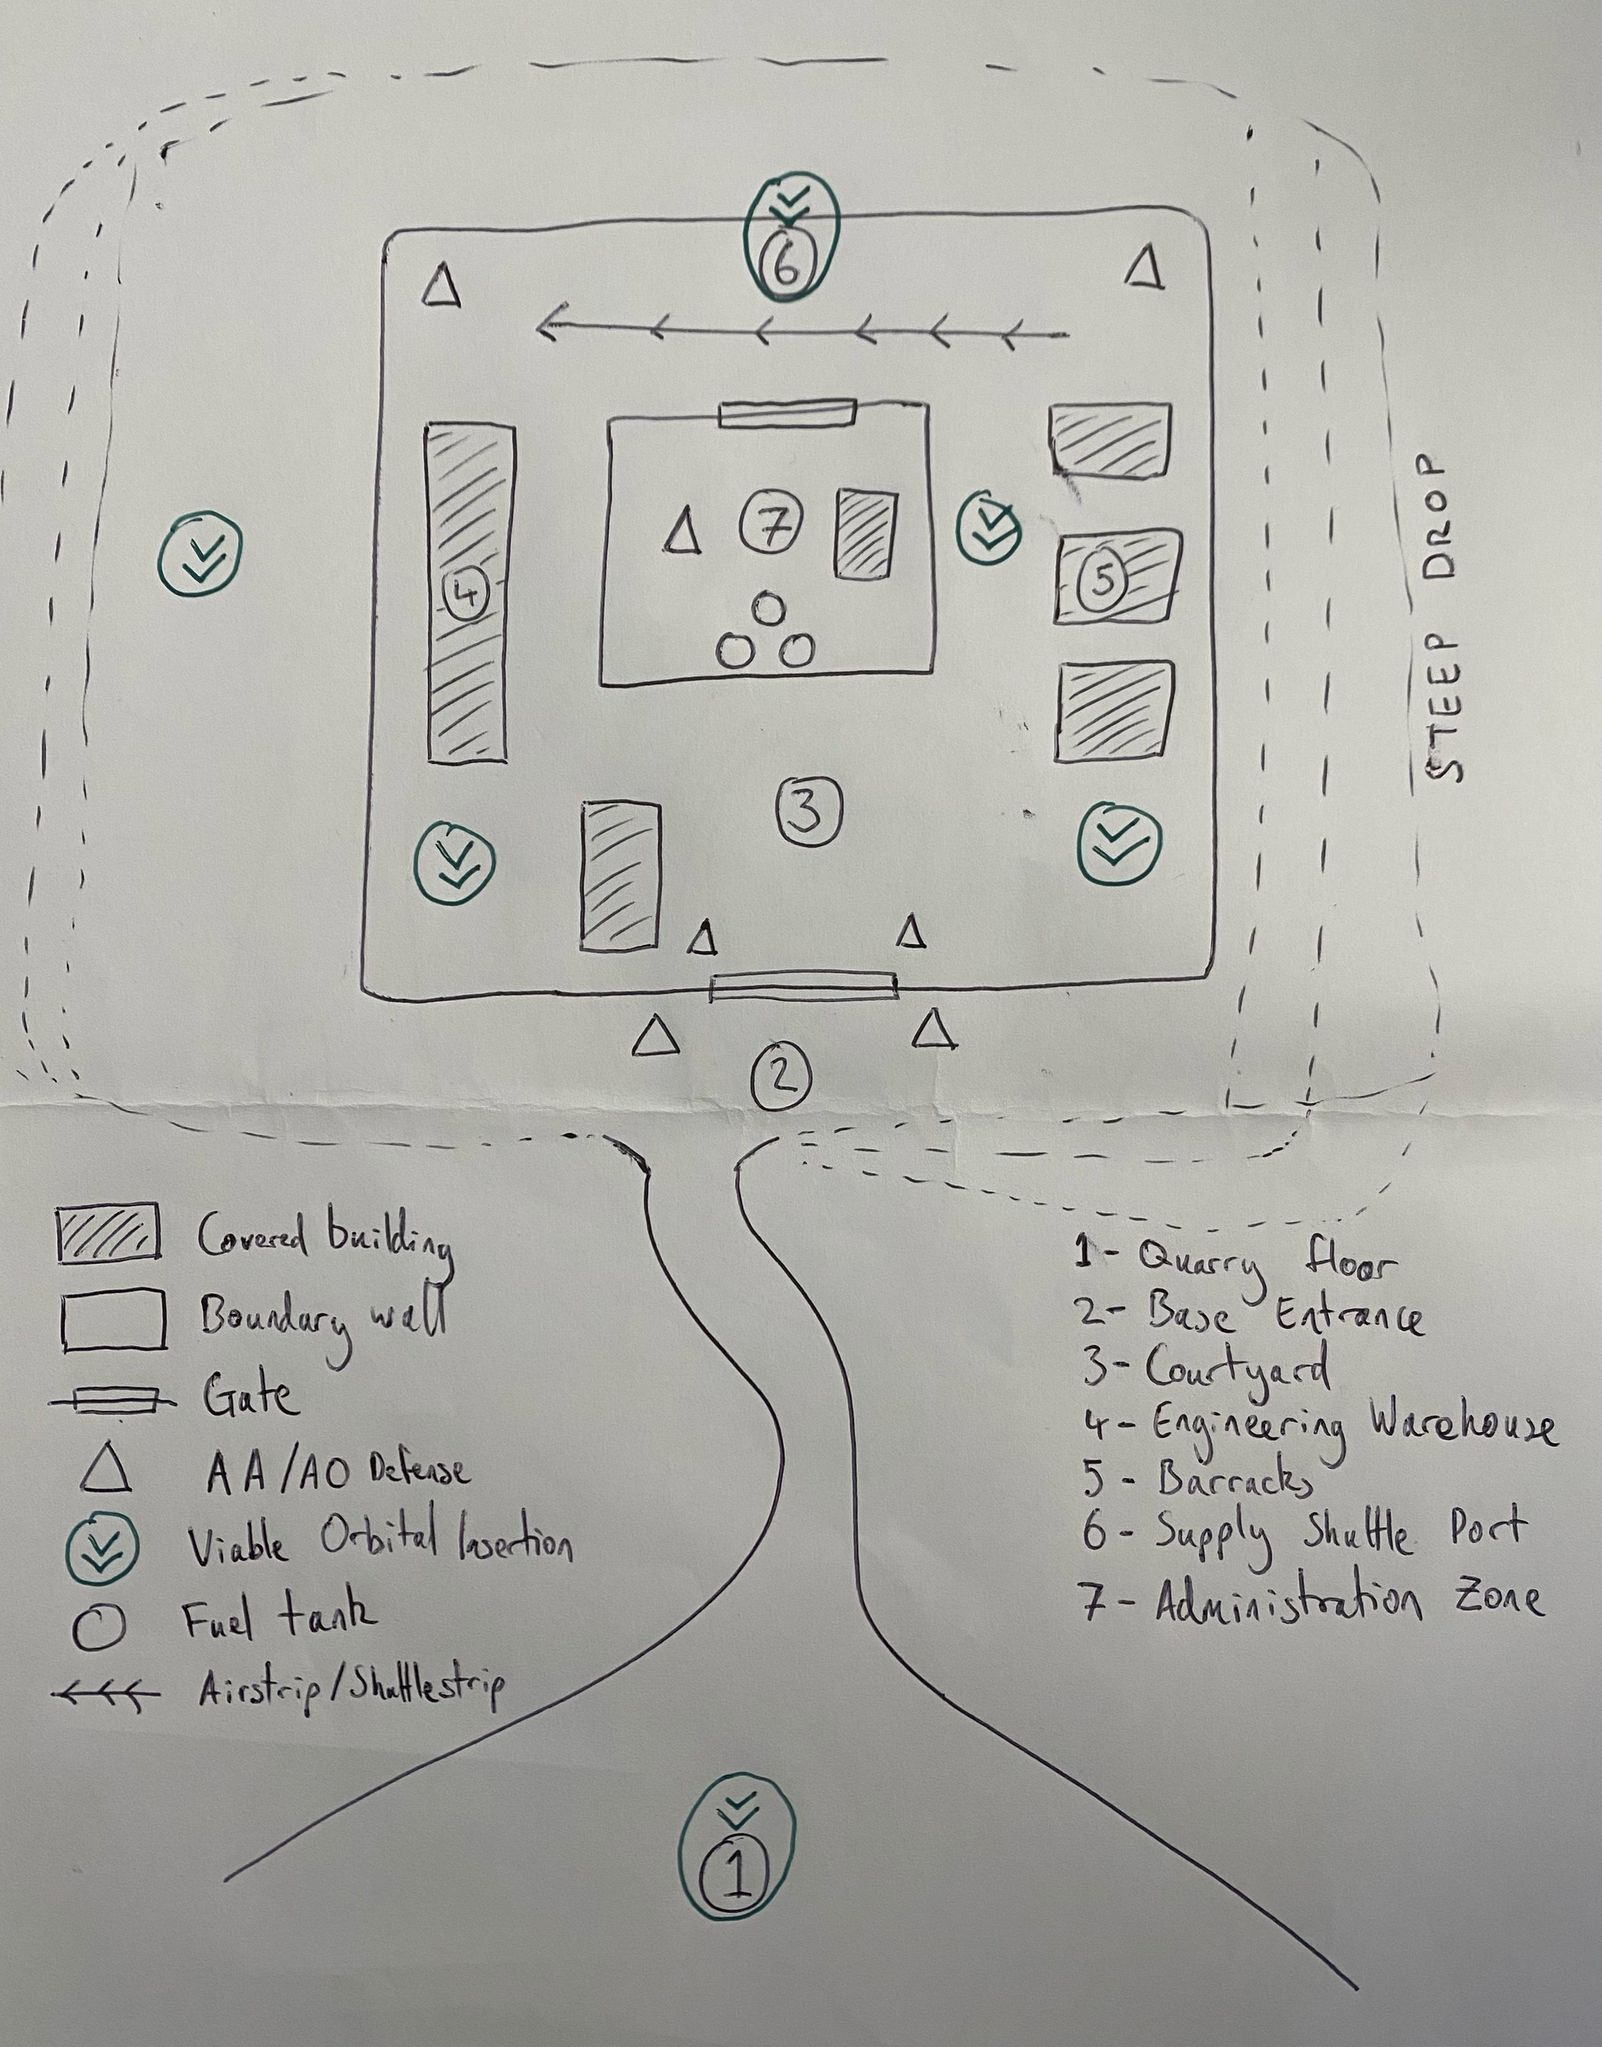 6
7
4
5
3
2
STEEP DROP
Covered building
Boundary wall
Gate
AA/AO Defense
Viable Orbital Insertion
Fuel tank
Airstrip/Shuttlestrip
1- Quarry floor
2- Base Entrance
3- Courtyard
4- Engineering Warehouse
5- Barracks
6- Supply Shuttle Port
7- Administration Zone
1